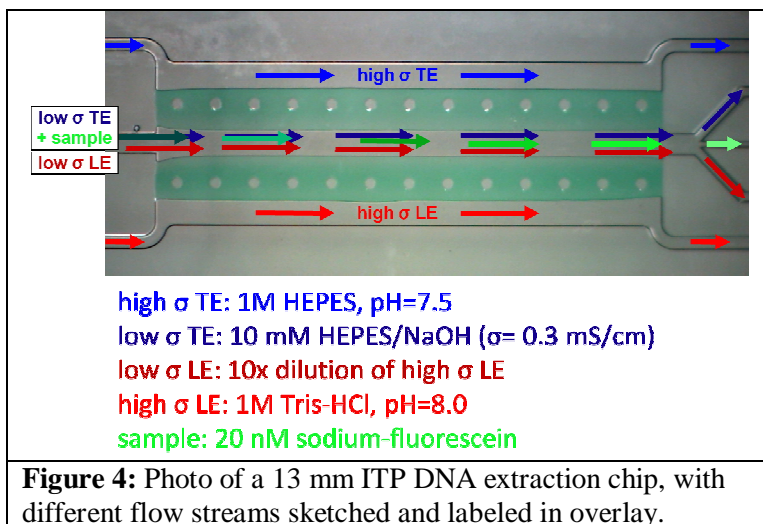 high σ TE
low σ TE
+ sample
low σ LE
high σ LE
high σ TE: 1M HEPES, pH=7.5
low σ TE: 10 mM HEPES/NaOH (σ= 0.3 mS/cm)
low σ LE: 10x dilution of high σ LE
high σ LE: 1M Tris-HCl, pH=8.0
sample: 20 nM sodium-fluorescein
Figure 4: Photo of a 13 mm ITP DNA extraction chip, with
different flow streams sketched and labeled in overlay.